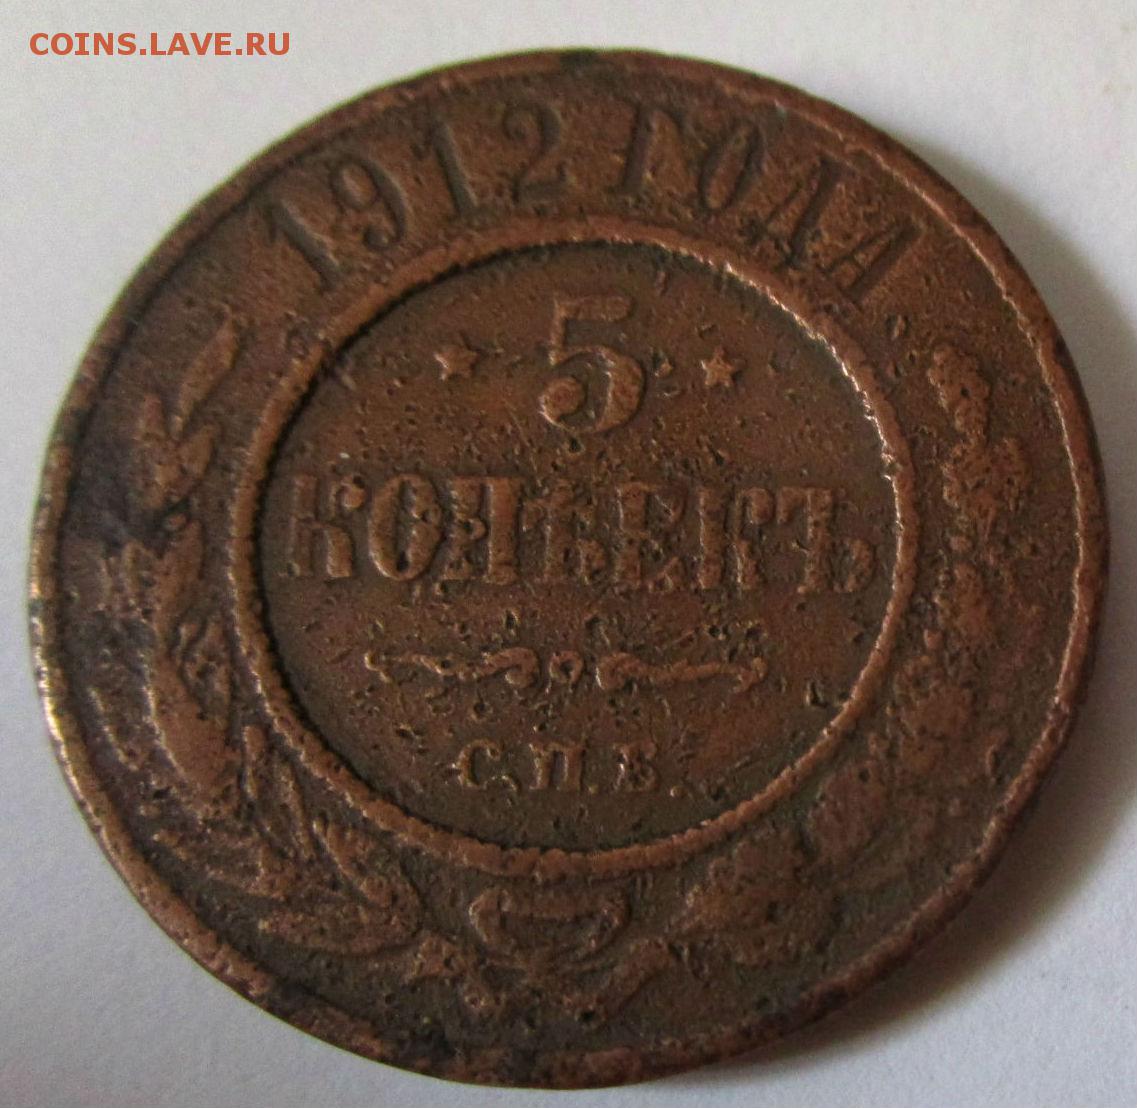 COINS.LAVE.RU
1912 ГОДА
5
КОПѢЕКЪ
С.П.Б.